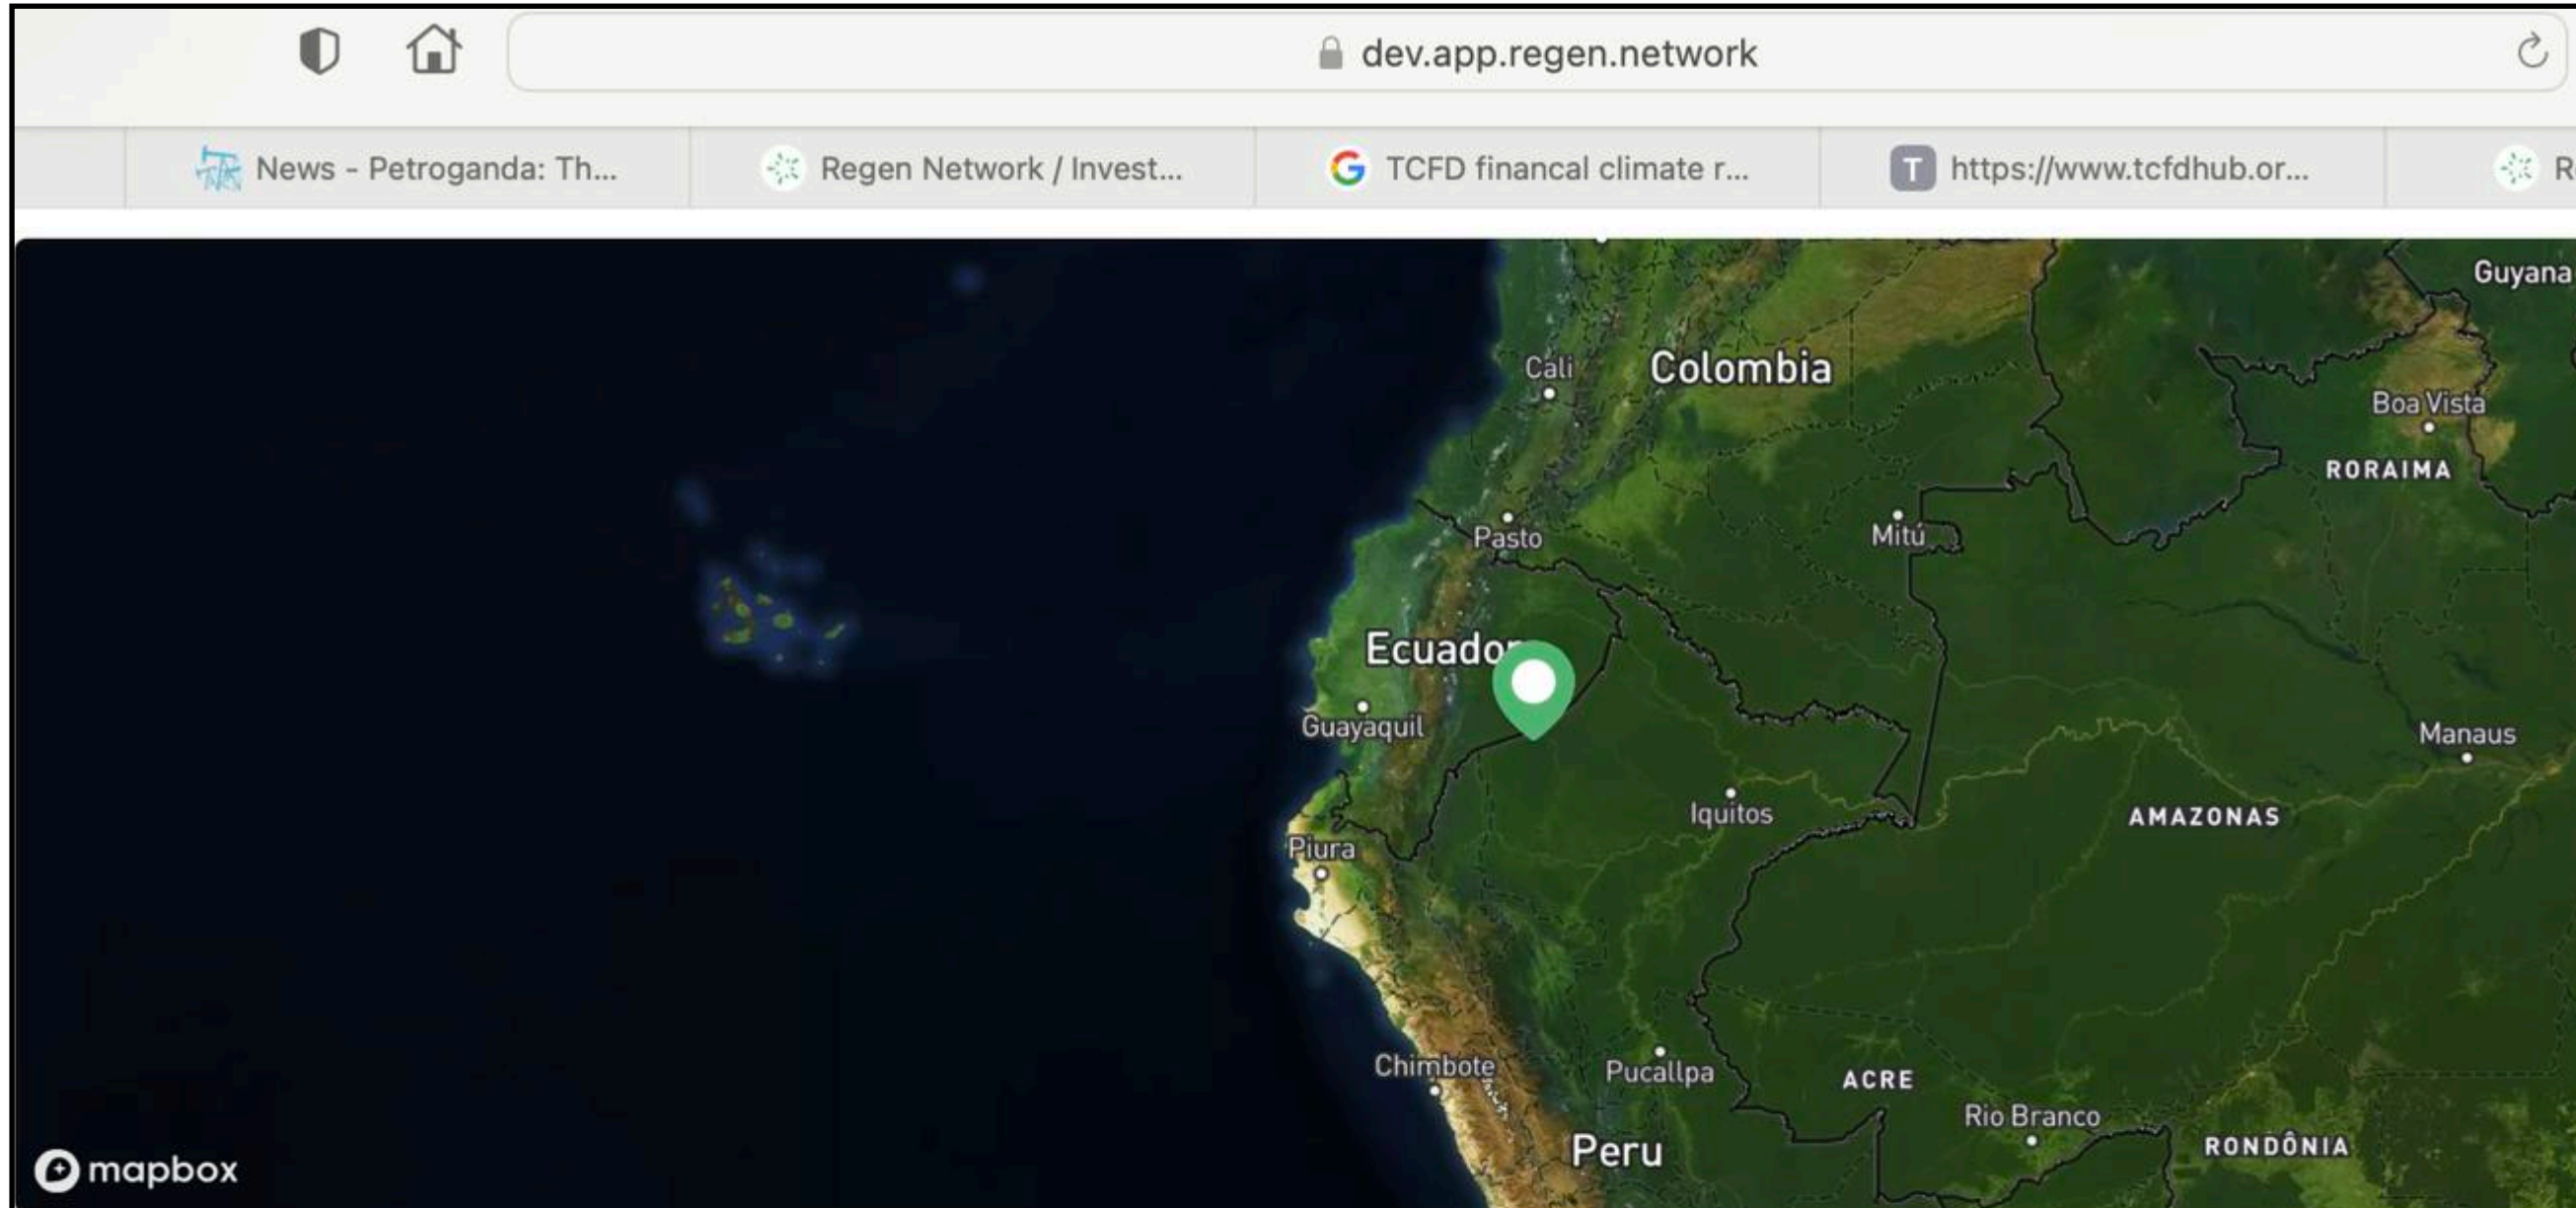 dev.app.regen.network
News - Petroganda: Th...
Regen Network / Invest...
TCFD financal climate r...
T https://www.tcfdhub.or...
Guyana
Cali
Colombia
Boa Vista
RORAIMA
Pasto
Mitú
Ecuador
Guayaquil
Manaus
Iquitos
AMAZONAS
Piura
Chimbote
Pucallpa
ACRE
Rio Branco
Peru
RONDÔNIA
mapbox